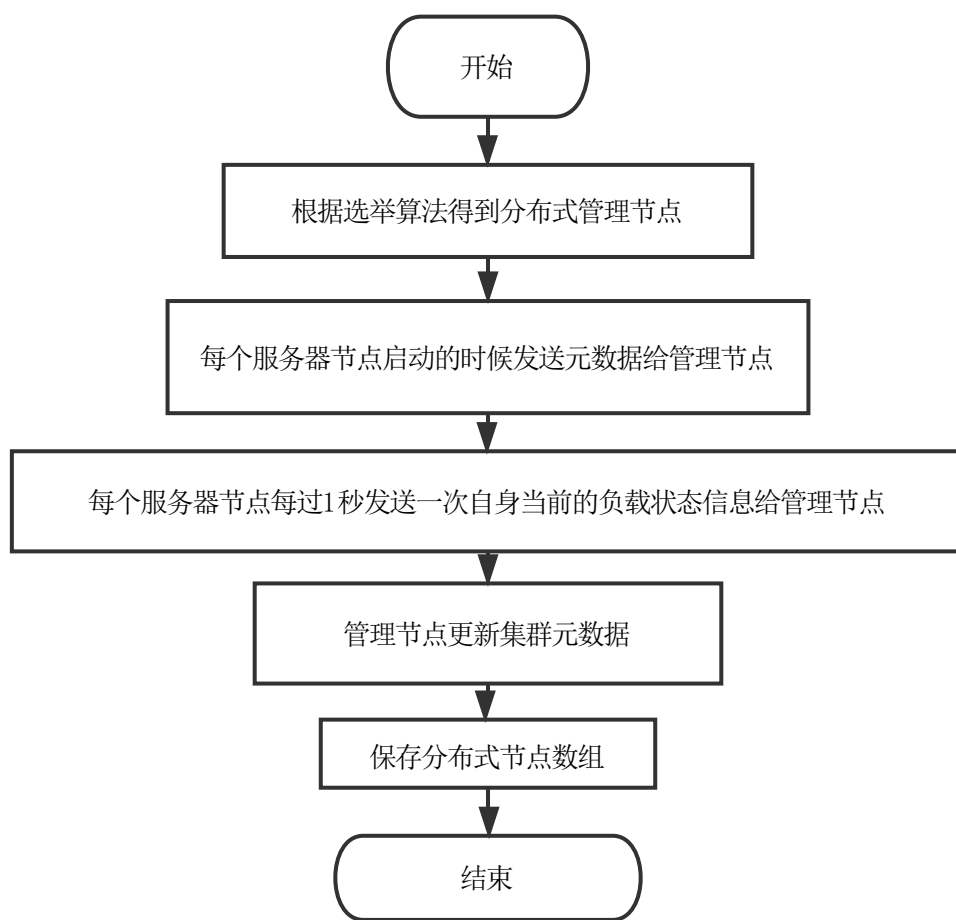 开始
根据选举算法得到分布式管理节点
每个服务器节点启动的时候发送元数据给管理节点
每个服务器节点每过1秒发送一次自身当前的负载状态信息给管理节点
管理节点更新集群元数据
保存分布式节点数组
结束